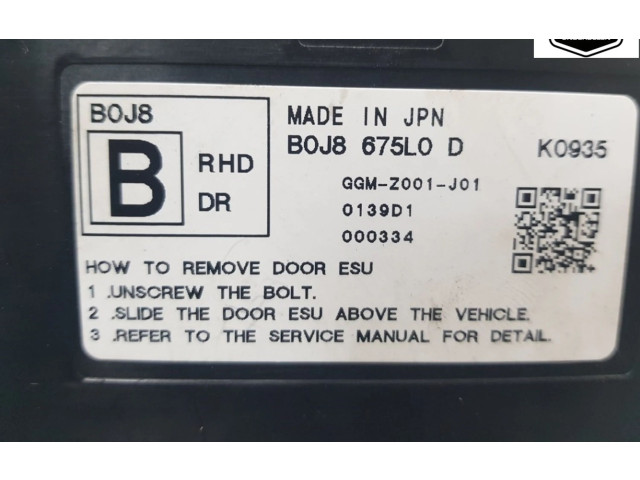 B0J8
B
RHD
DR
MADE IN JPN
B0J8 675L0 D
K0935
GGM-Z001-J01
0139D1
000334
HOW TO REMOVE DOOR ESU
1 .UNSCREW THE BOLT.
2 .SLIDE THE DOOR ESU ABOVE THE VEHICLE.
3 .REFER TO THE SERVICE MANUAL FOR DETAIL.